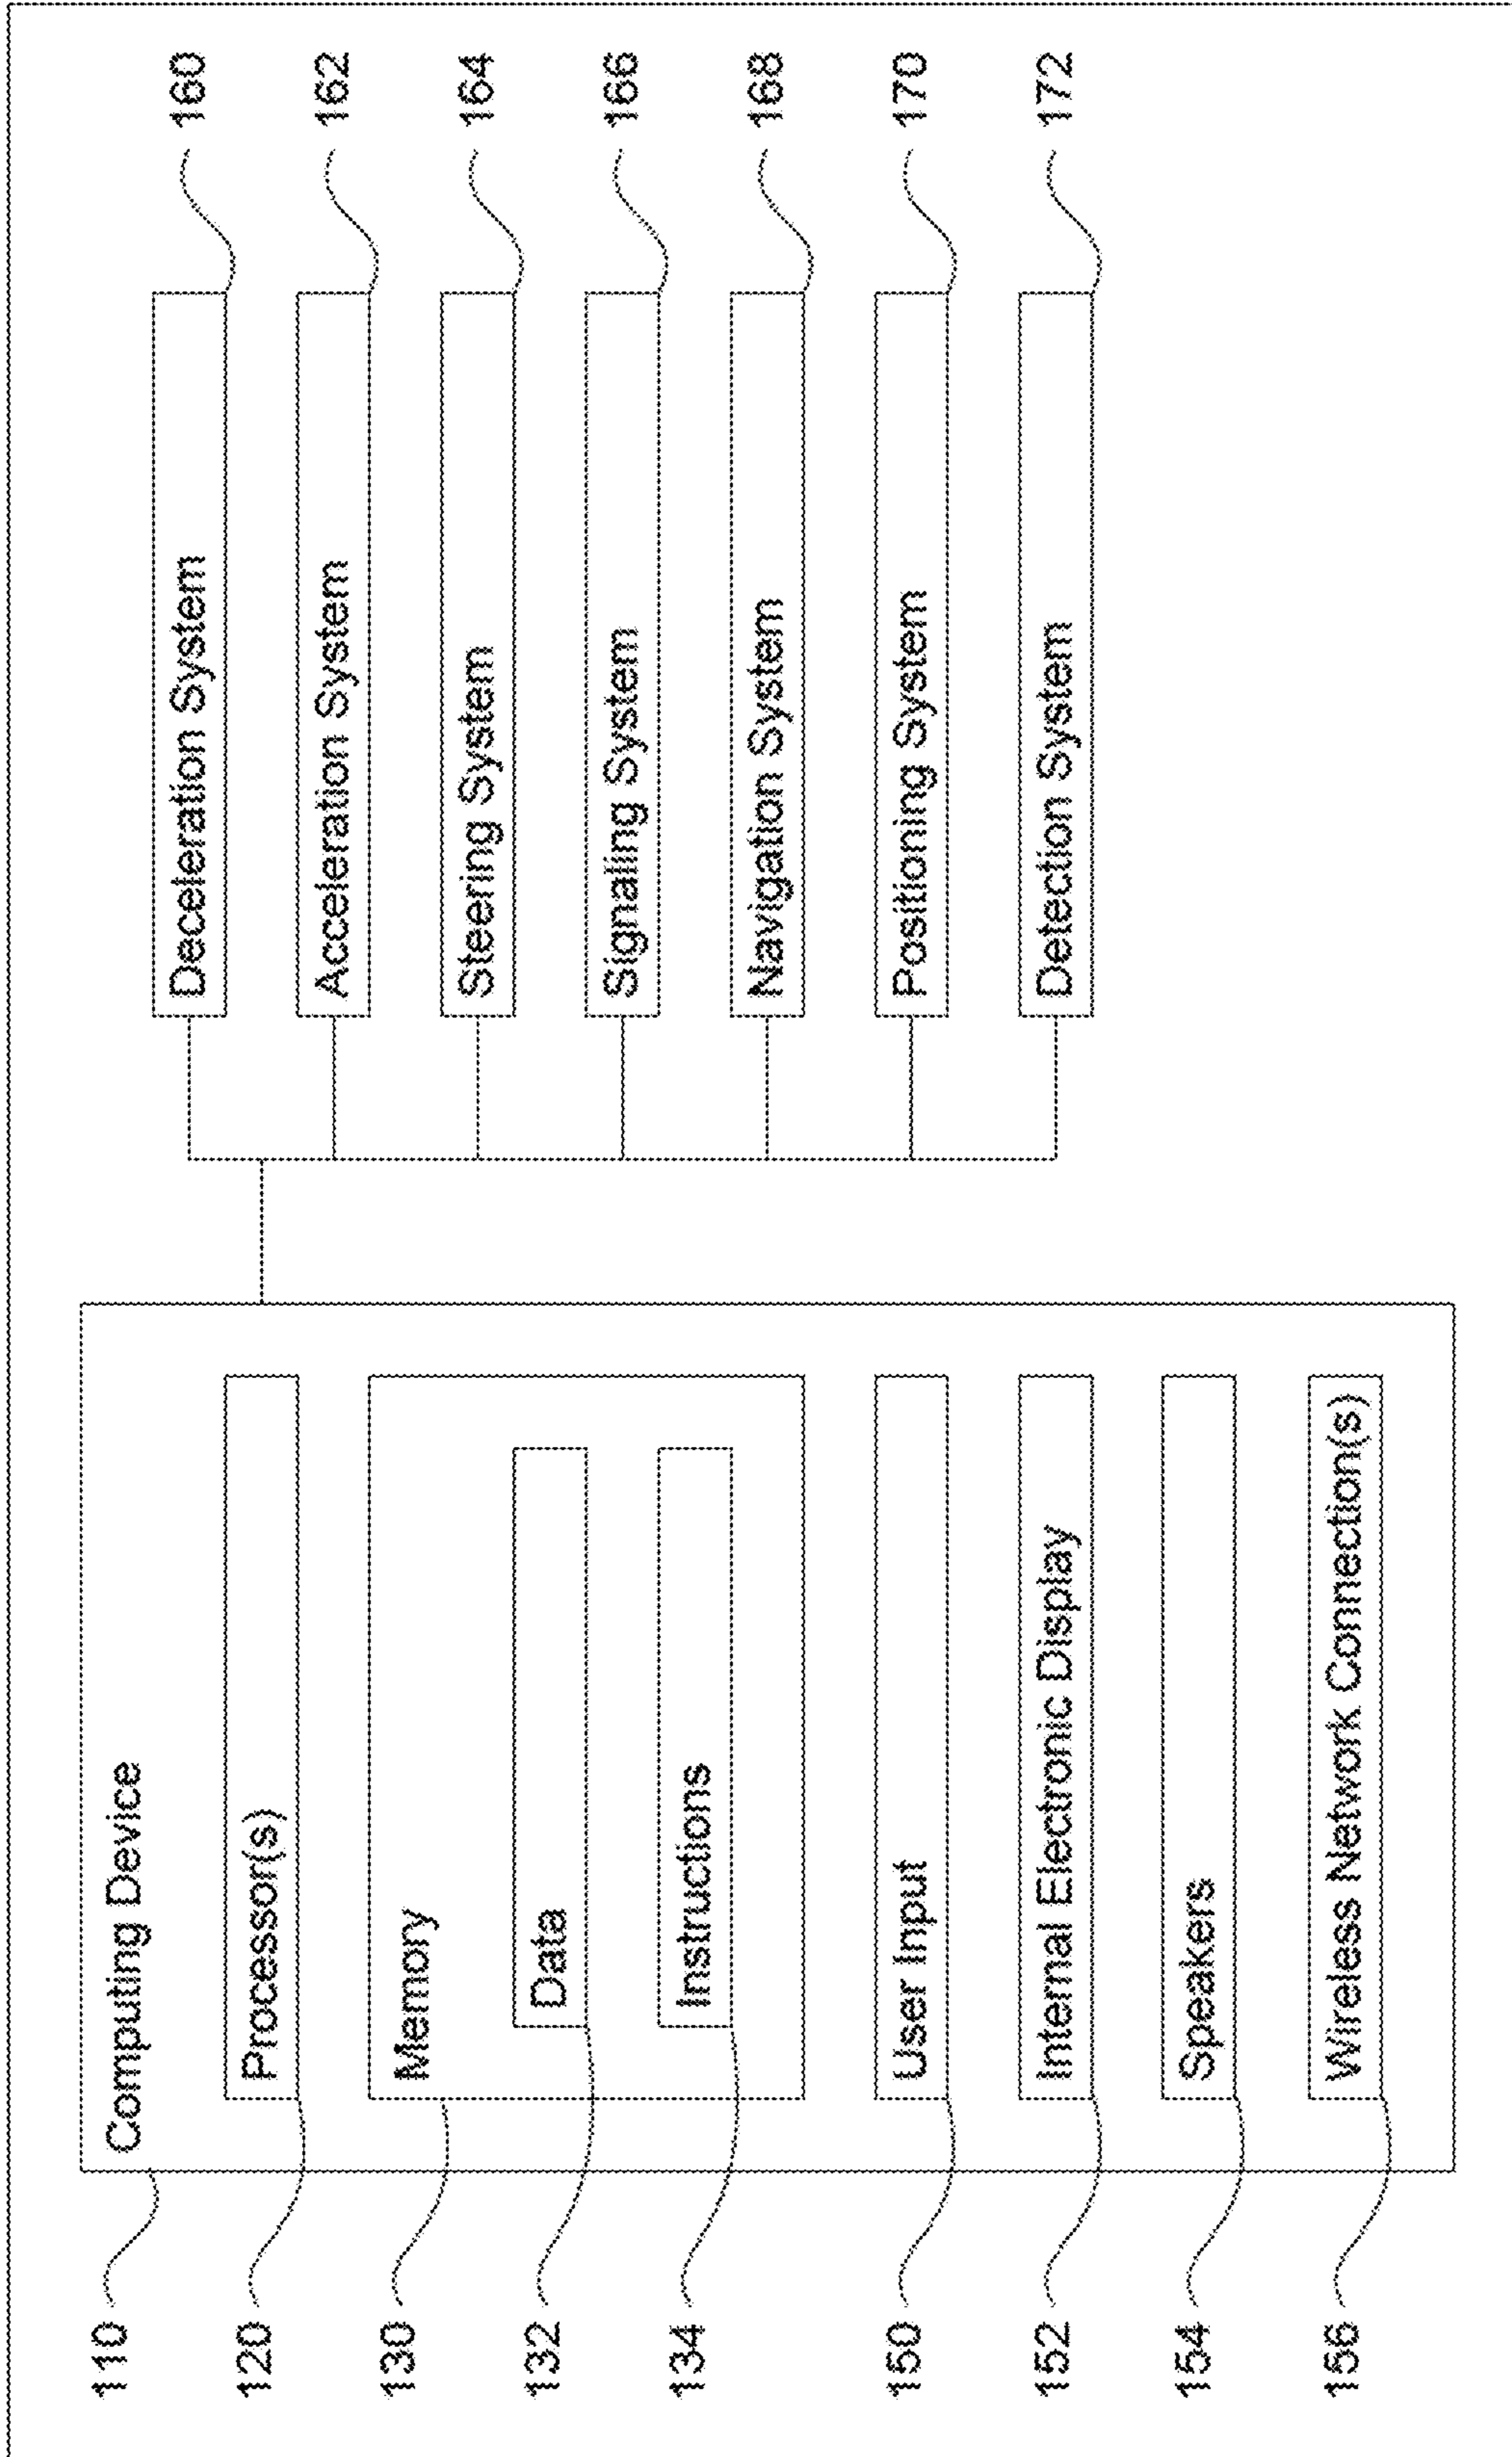 110
Computing Device
120
Processor(s)
130
Memory
132
Data
134
Instructions
150
User Input
152
Internal Electronic Display
154
Speakers
156
Wireless Network Connection(s)
Deceleration System
160
Acceleration System
162
Steering System
164
Signaling System
166
Navigation System
168
Positioning System
170
Detection System
172